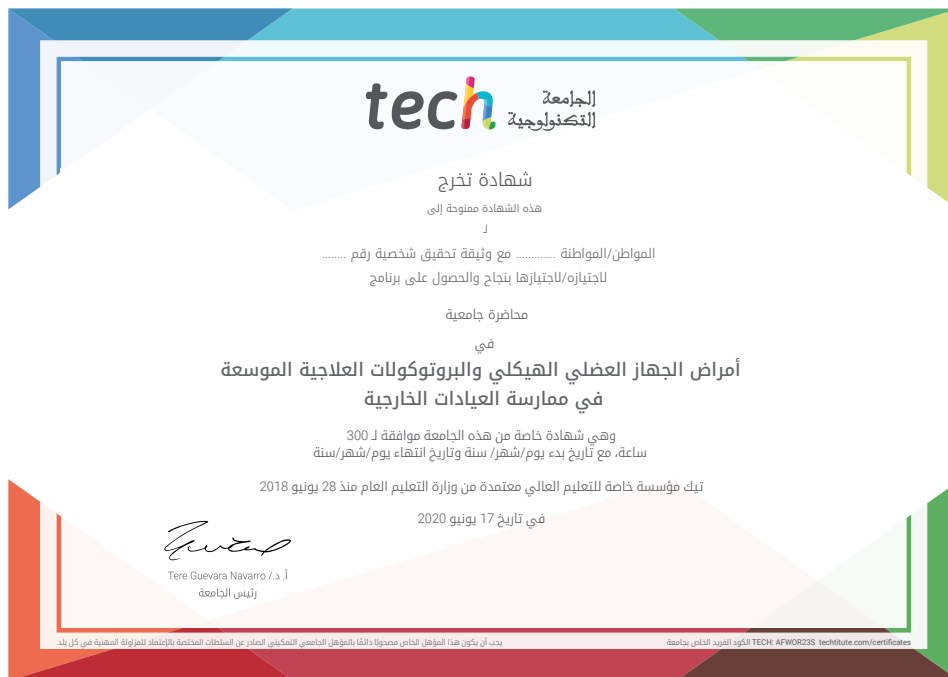 tech الجامعة
التكنولوجية
شهادة تخرج
هذه الشهادة ممنوحة إلى
لـ
المواطن/المواطنة ............ مع وثيقة تحقيق شخصية رقم ........
لاجتيازه/لاجتيازها بنجاح والحصول على برنامج
محاضرة جامعية
في
أمراض الجهاز العضلي الهيكلي والبروتوكولات العلاجية الموسعة
في ممارسة العيادات الخارجية
وهي شهادة خاصة من هذه الجامعة موافقة لـ 300
ساعة، مع تاريخ بدء يوم/شهر/ سنة وتاريخ انتهاء يوم/شهر/سنة
تيك مؤسسة خاصة للتعليم العالي معتمدة من وزارة التعليم العام منذ 28 يونيو 2018
في تاريخ 17 يونيو 2020
أ. د./ Tere Guevara Navarro
رئيس الجامعة
يجب أن يكون هذا المؤهل الخاص مصحوبًا دائمًا بالمؤهل الجامعي التمكيني الصادر عن السلطات المختصة بالإعتماد للمزاولة المهنية في كل بلد.
الكود الفريد الخاص بجامعة TECH: AFWOR23S techtitute.com/certificates